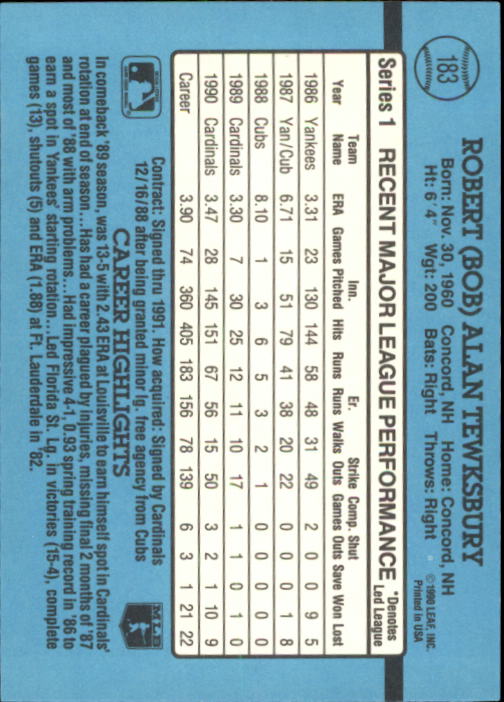 183
ROBERT (BOB) ALAN TEWKSBURY
Born: Nov. 30, 1960 Concord, NH Home: Concord, NH
Ht: 6' 4" Wgt: 200 Bats: Right Throws: Right
©1990 LEAF, INC.
Printed in USA
Series 1 RECENT MAJOR LEAGUE PERFORMANCE *Denotes Led League
Team Inn. Er. Strike Comp. Shut
Year Name ERA Games Pitched Hits Runs Runs Walks Outs Games Outs Save Won Lost
1986 Yankees 3.31 23 130 144 58 48 31 49 2 0 0 9 5
1987 Yan/Cub 6.71 15 51 79 41 38 20 22 0 0 0 1 8
1988 Cubs 8.10 1 3 6 5 3 2 1 0 0 0 0 0
1989 Cardinals 3.30 7 30 25 12 11 10 17 1 1 0 1 0
1990 Cardinals 3.47 28 145 151 67 56 15 50 3 2 1 10 9
Career 3.90 74 360 405 183 156 78 139 6 3 1 21 22
Contract: Signed thru 1991. How acquired: Signed by Cardinals
12/16/88 after being granted minor lg. free agency from Cubs
CAREER HIGHLIGHTS
MLB
In comeback '89 season, was 13-5 with 2.43 ERA at Louisville to earn himself spot in Cardinals'
rotation at end of season...Has had a career plagued by injuries, missing final 2 months of '87
and most of '88 with arm problems....Had impressive 4-1, 0.93 spring training record in '86 to
earn a spot in Yankees' starting rotation...Led Florida St. Lg. in victories (15-4), complete
games (13), shutouts (5) and ERA (1.88) at Ft. Lauderdale in '82.